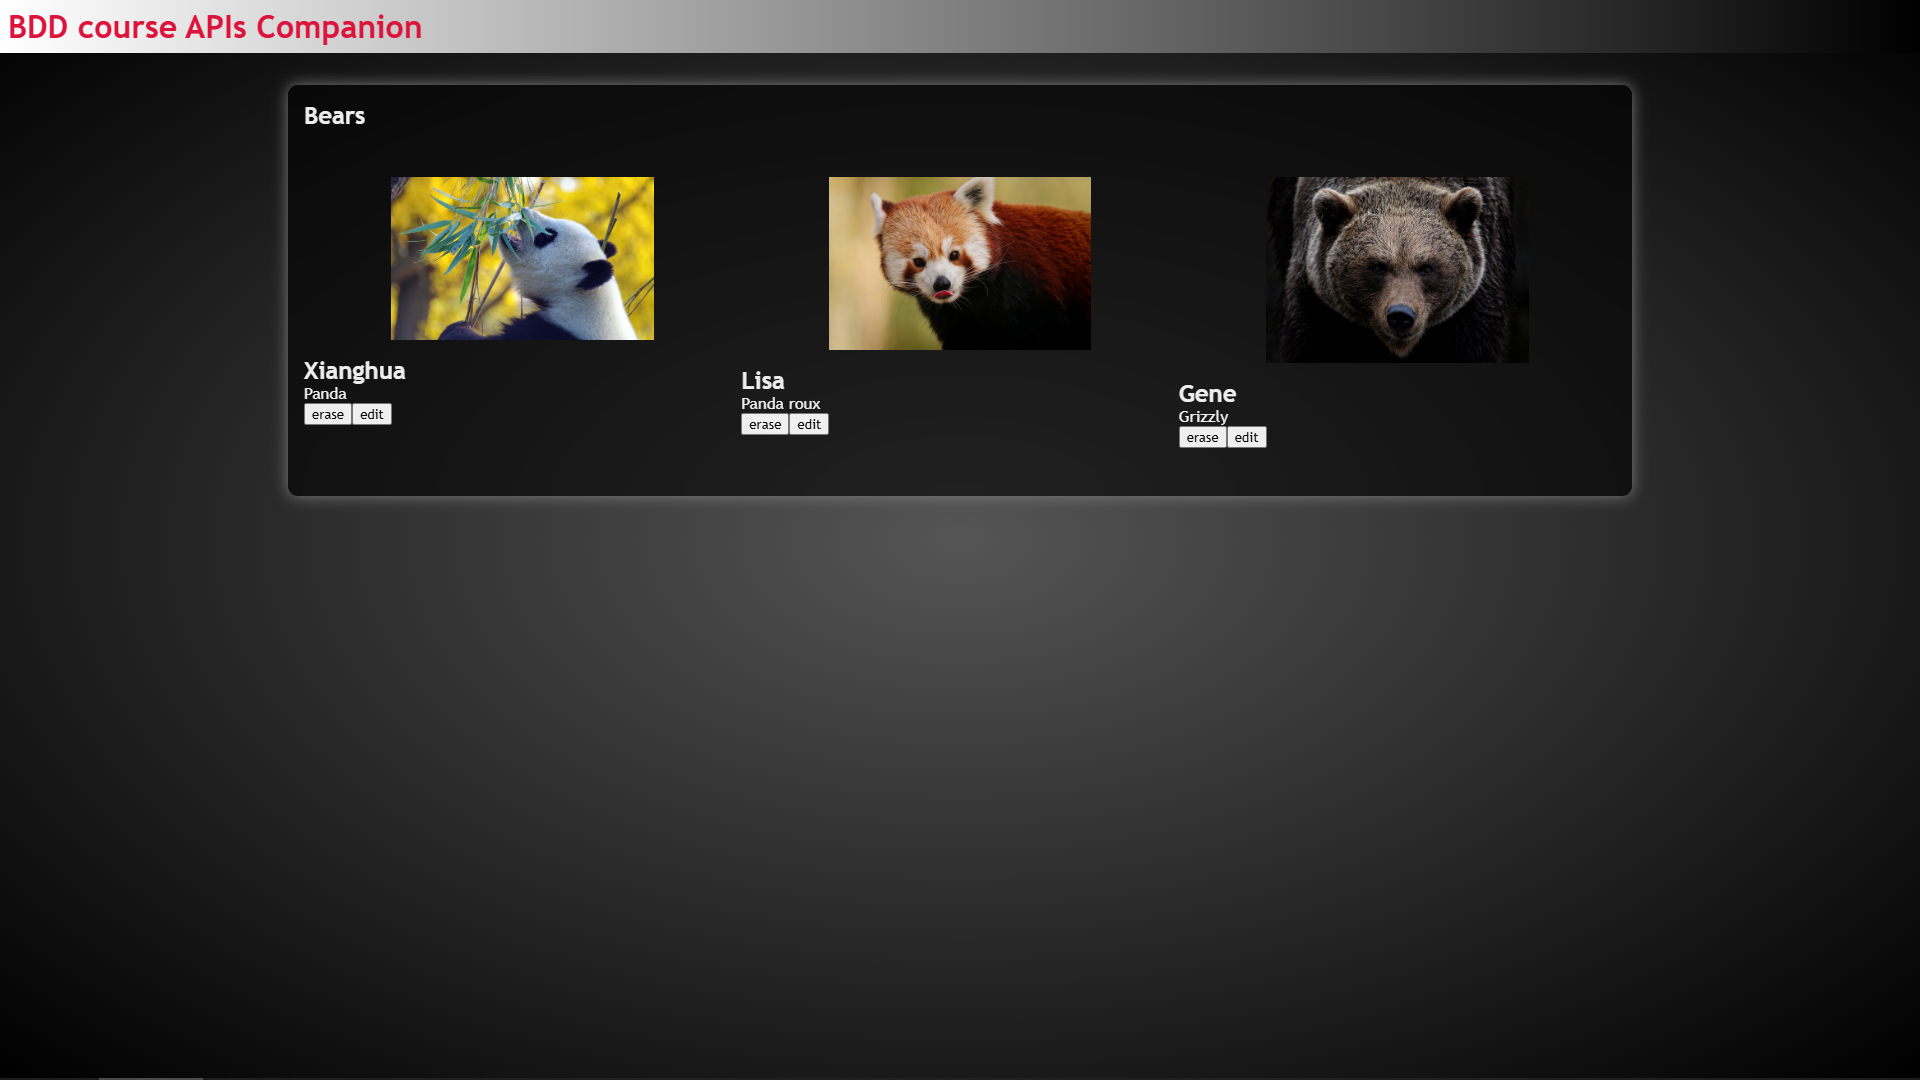 BDD course APIs Companion
Bears
Xianghua
Panda
erase edit
Lisa
Panda roux
erase edit
Gene
Grizzly
erase edit